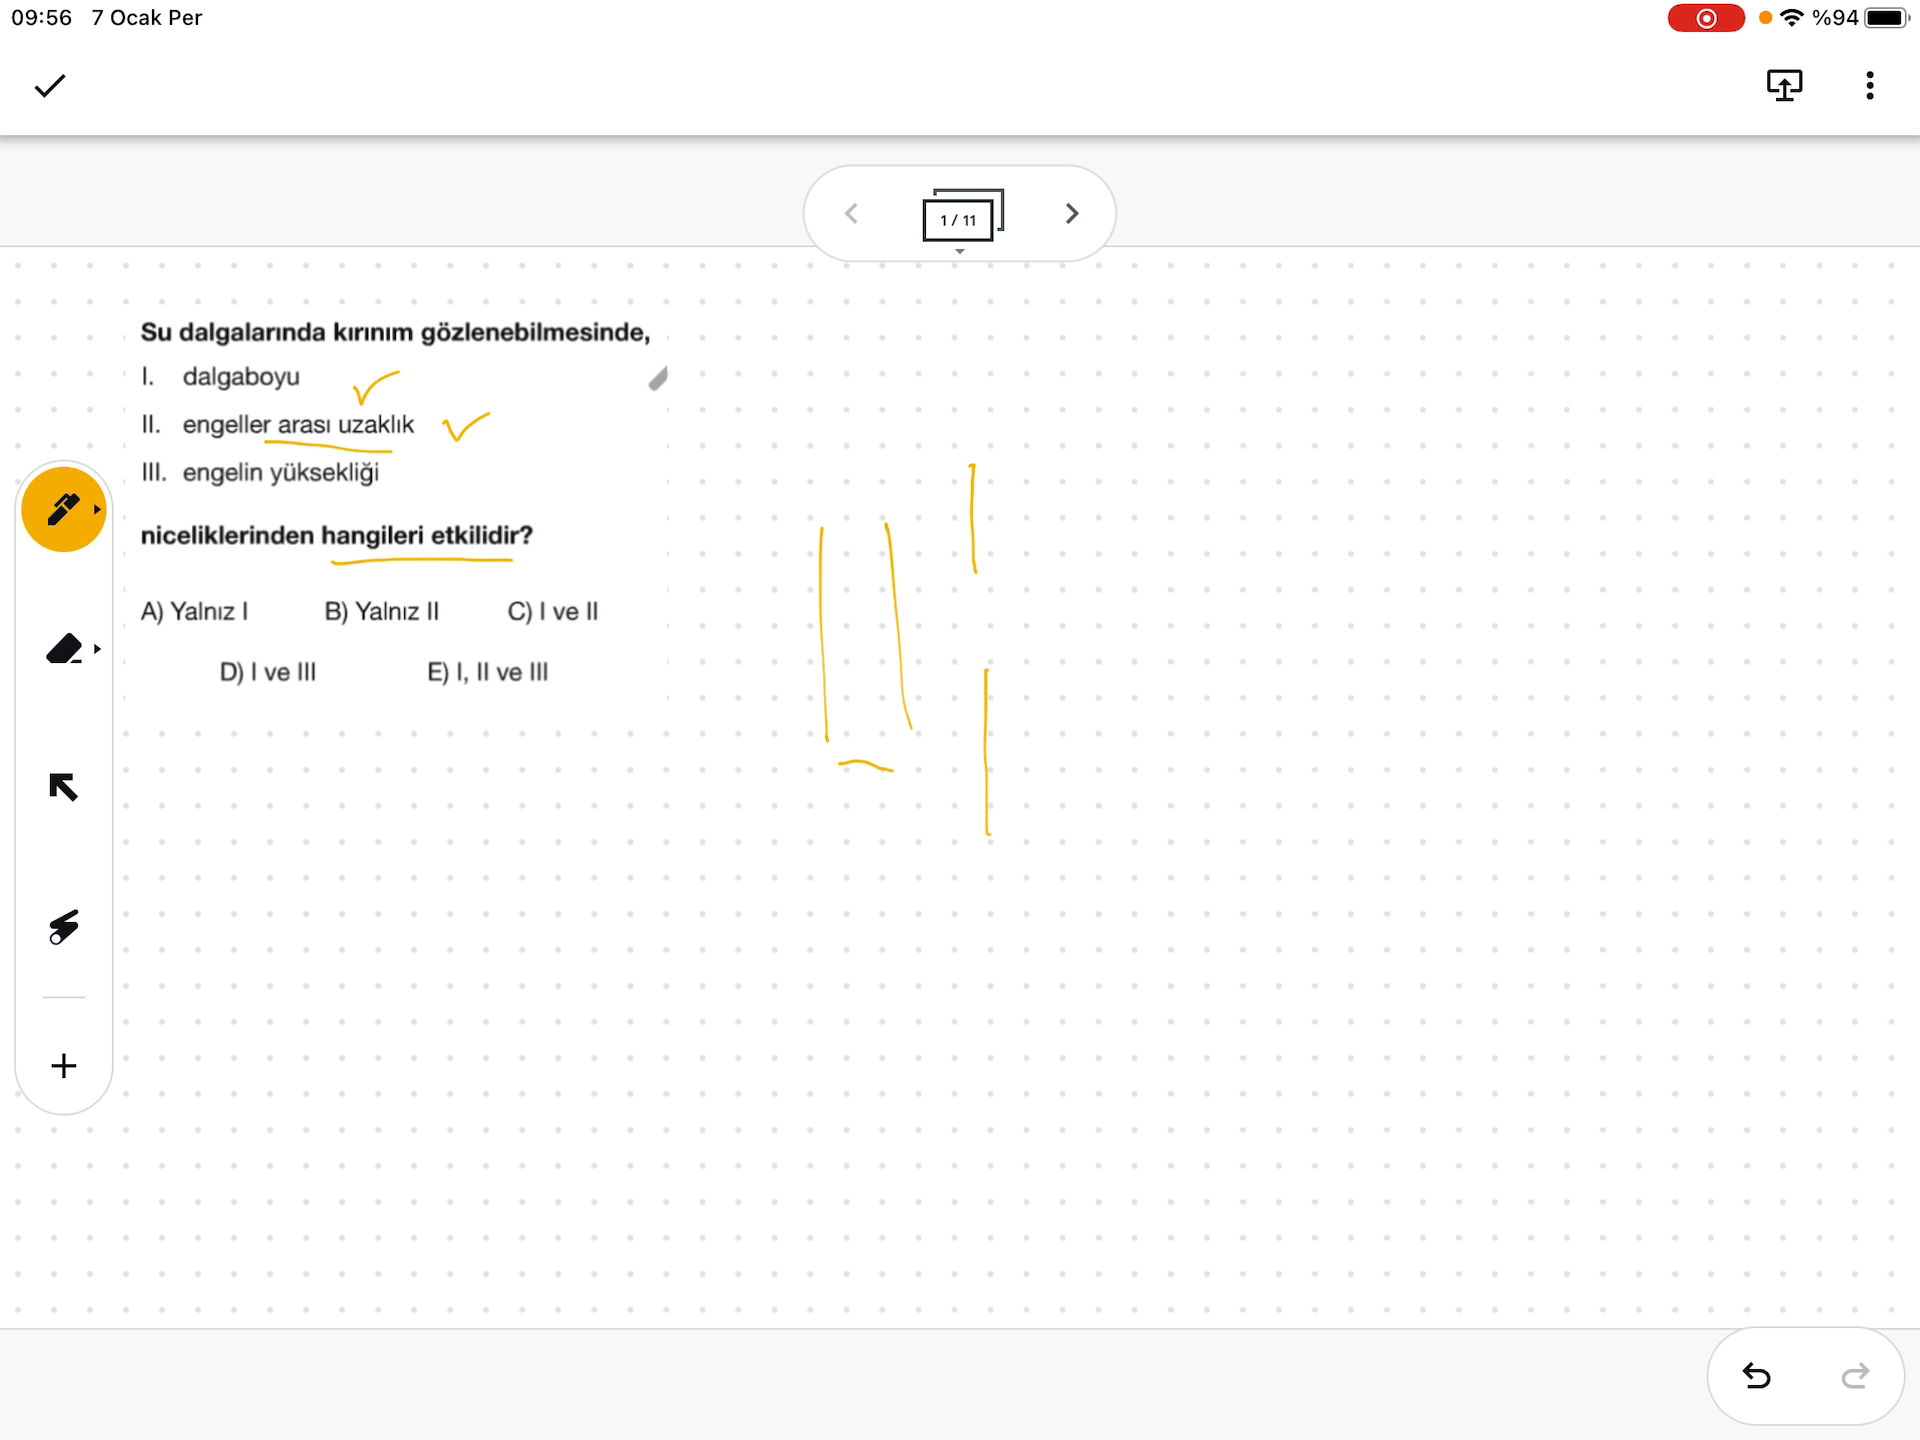 09:56 7 Ocak Per %94
1 / 11
Su dalgalarında kırınım gözlenebilmesinde,
I. dalgaboyu
II. engeller arası uzaklık
III. engelin yüksekliği
niceliklerinden hangileri etkilidir?
A) Yalnız I B) Yalnız II C) I ve II
D) I ve III E) I, II ve III